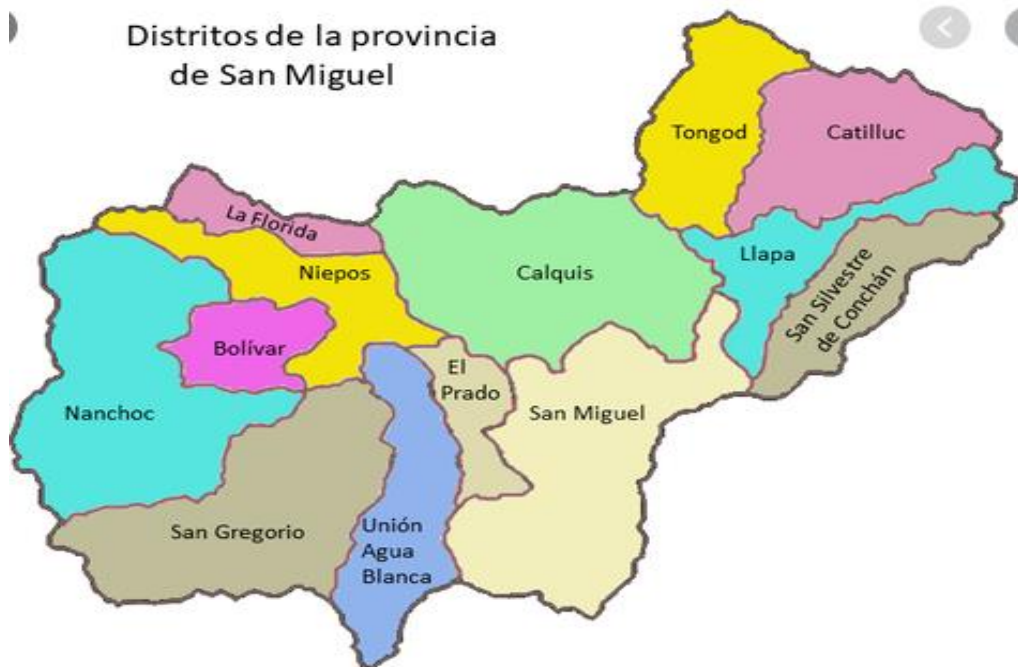 Distritos de la provincia
de San Miguel
Tongod
Catilluc
La Florida
Niepos
Calquis
Llapa
San Silvestre
de Conchán
Bolívar
El
Prado
Nanchoc
San Miguel
San Gregorio
Unión
Agua
Blanca